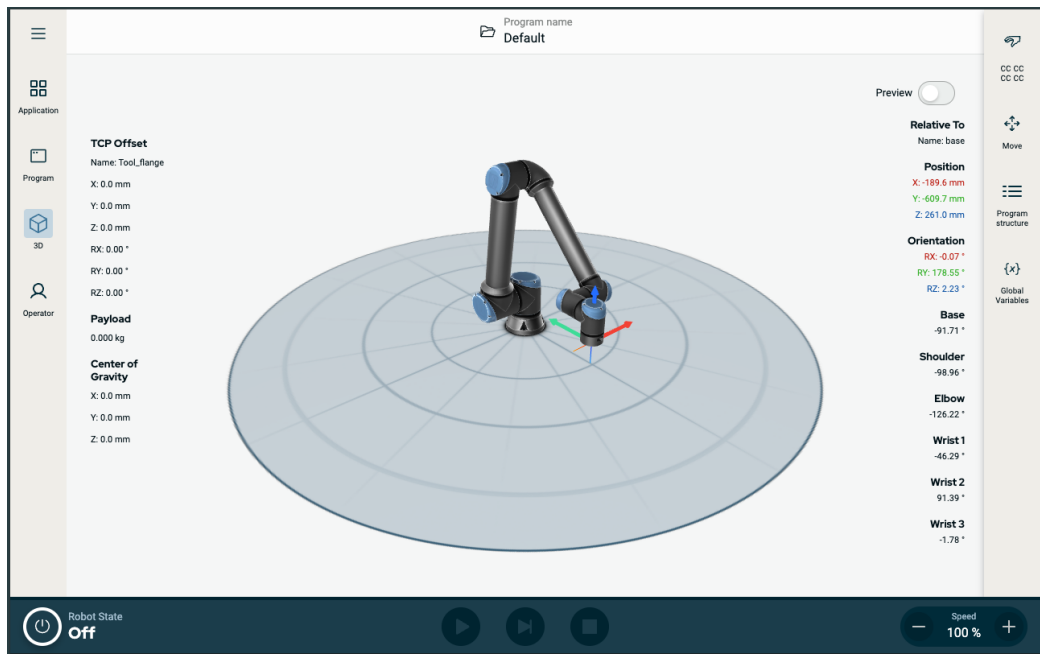 Program name
Default
Application
Program
3D
Operator
TCP Offset
Name: Tool_flange
X: 0.0 mm
Y: 0.0 mm
Z: 0.0 mm
RX: 0.00 °
RY: 0.00 °
RZ: 0.00 °
Payload
0.000 kg
Center of
Gravity
X: 0.0 mm
Y: 0.0 mm
Z: 0.0 mm
Preview
Relative To
Name: base
Position
X: -189.6 mm
Y: -609.7 mm
Z: 261.0 mm
Orientation
RX: -0.07 °
RY: 178.55 °
RZ: 2.23 °
Base
-91.71 °
Shoulder
-98.96 °
Elbow
-126.22 °
Wrist 1
-46.29 °
Wrist 2
91.39 °
Wrist 3
-1.78 °
CC CC
CC CC
Move
Program
structure
{x}
Global
Variables
Robot State
Off
Speed
100 %